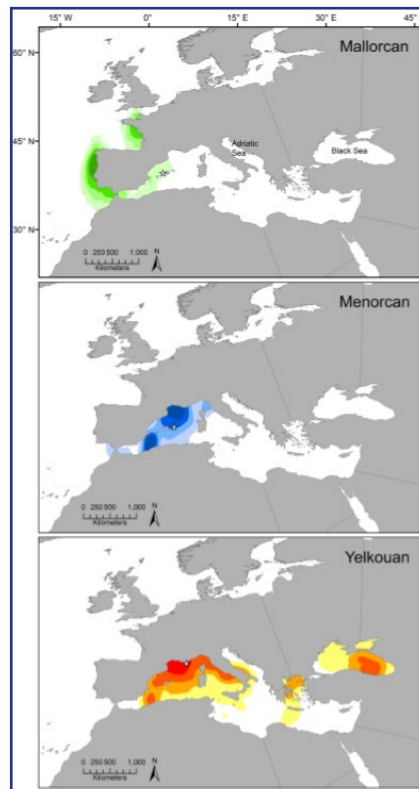 15°W 0° 15°E 30°E 45°
60°N
Mallorcan
45°N
Adriatic
Sea
Black Sea
30°N
0 250 500 1,000
Kilometers
N
Menorcan
0 250 500 1,000
Kilometers
N
Yelkouan
0 250 500 1,000
Kilometers
N